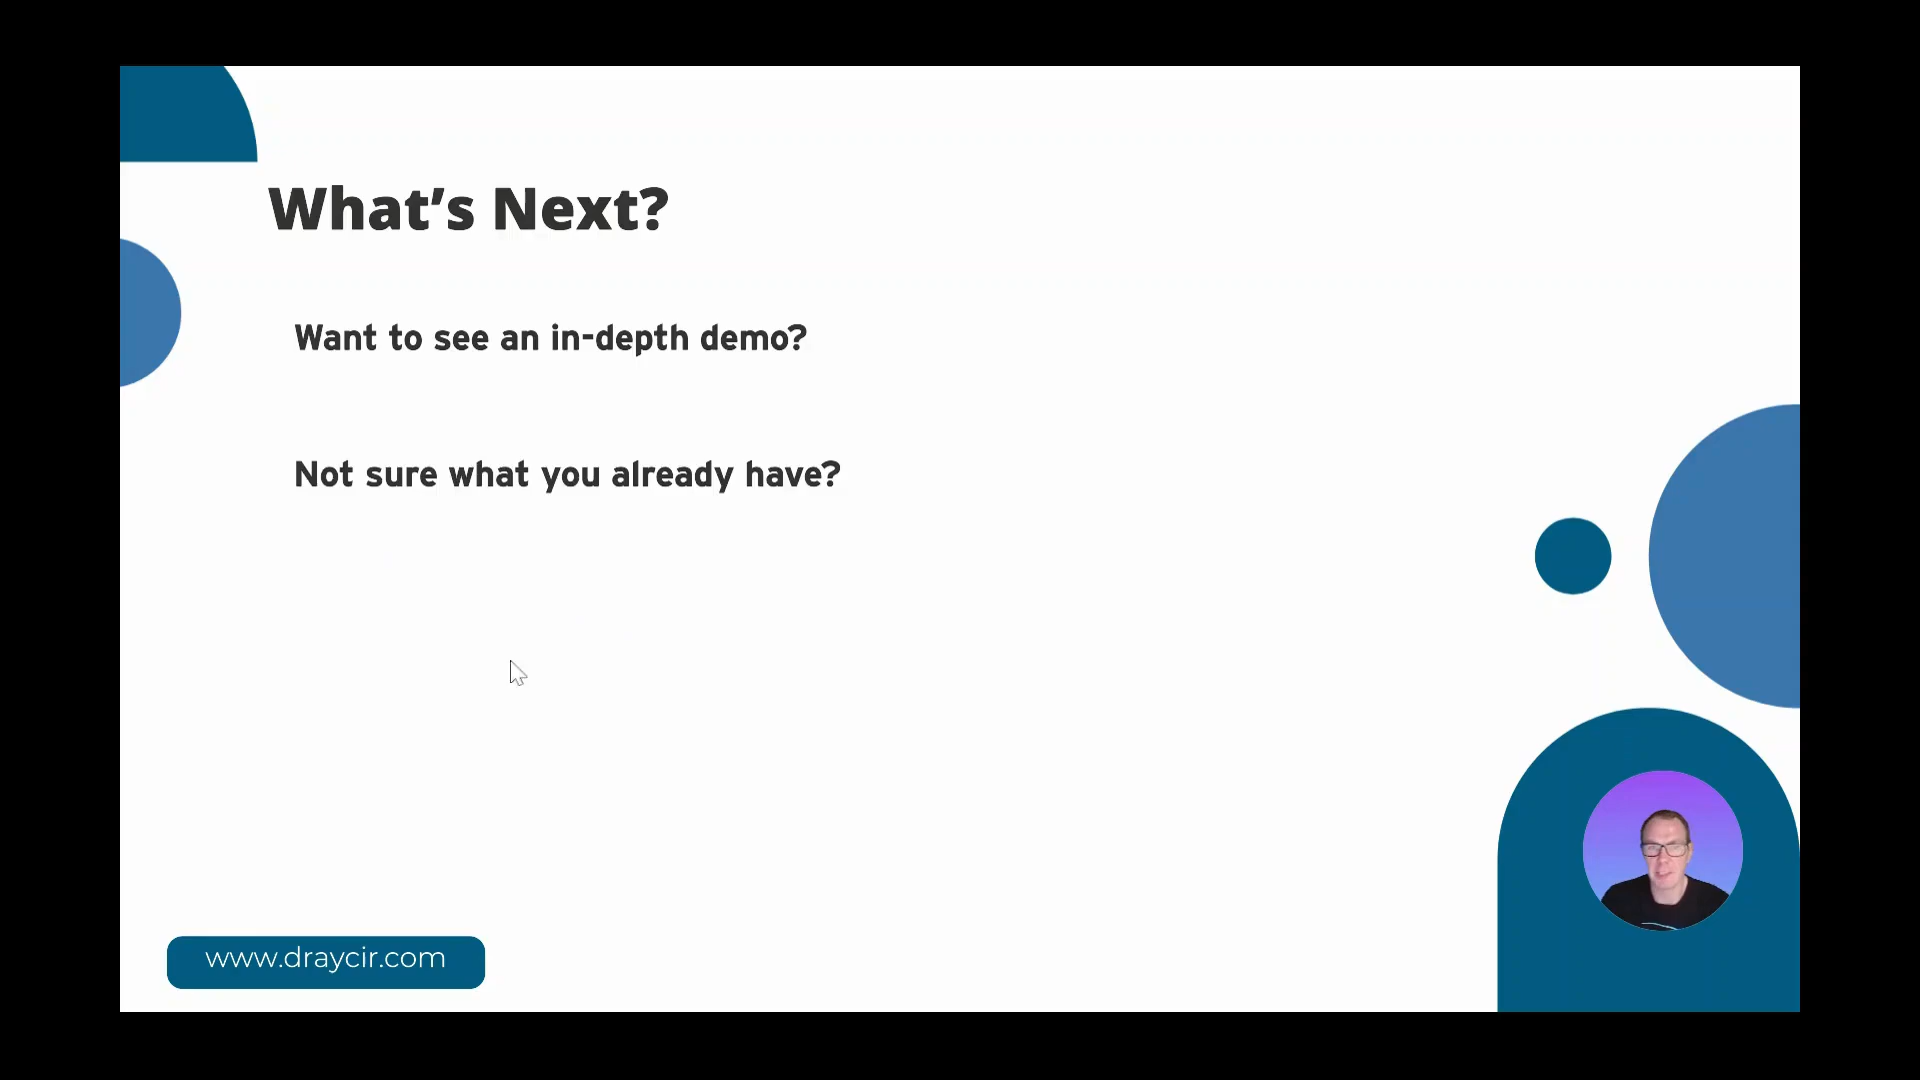 What’s Next?
Want to see an in-depth demo?
Not sure what you already have?
www.draycir.com